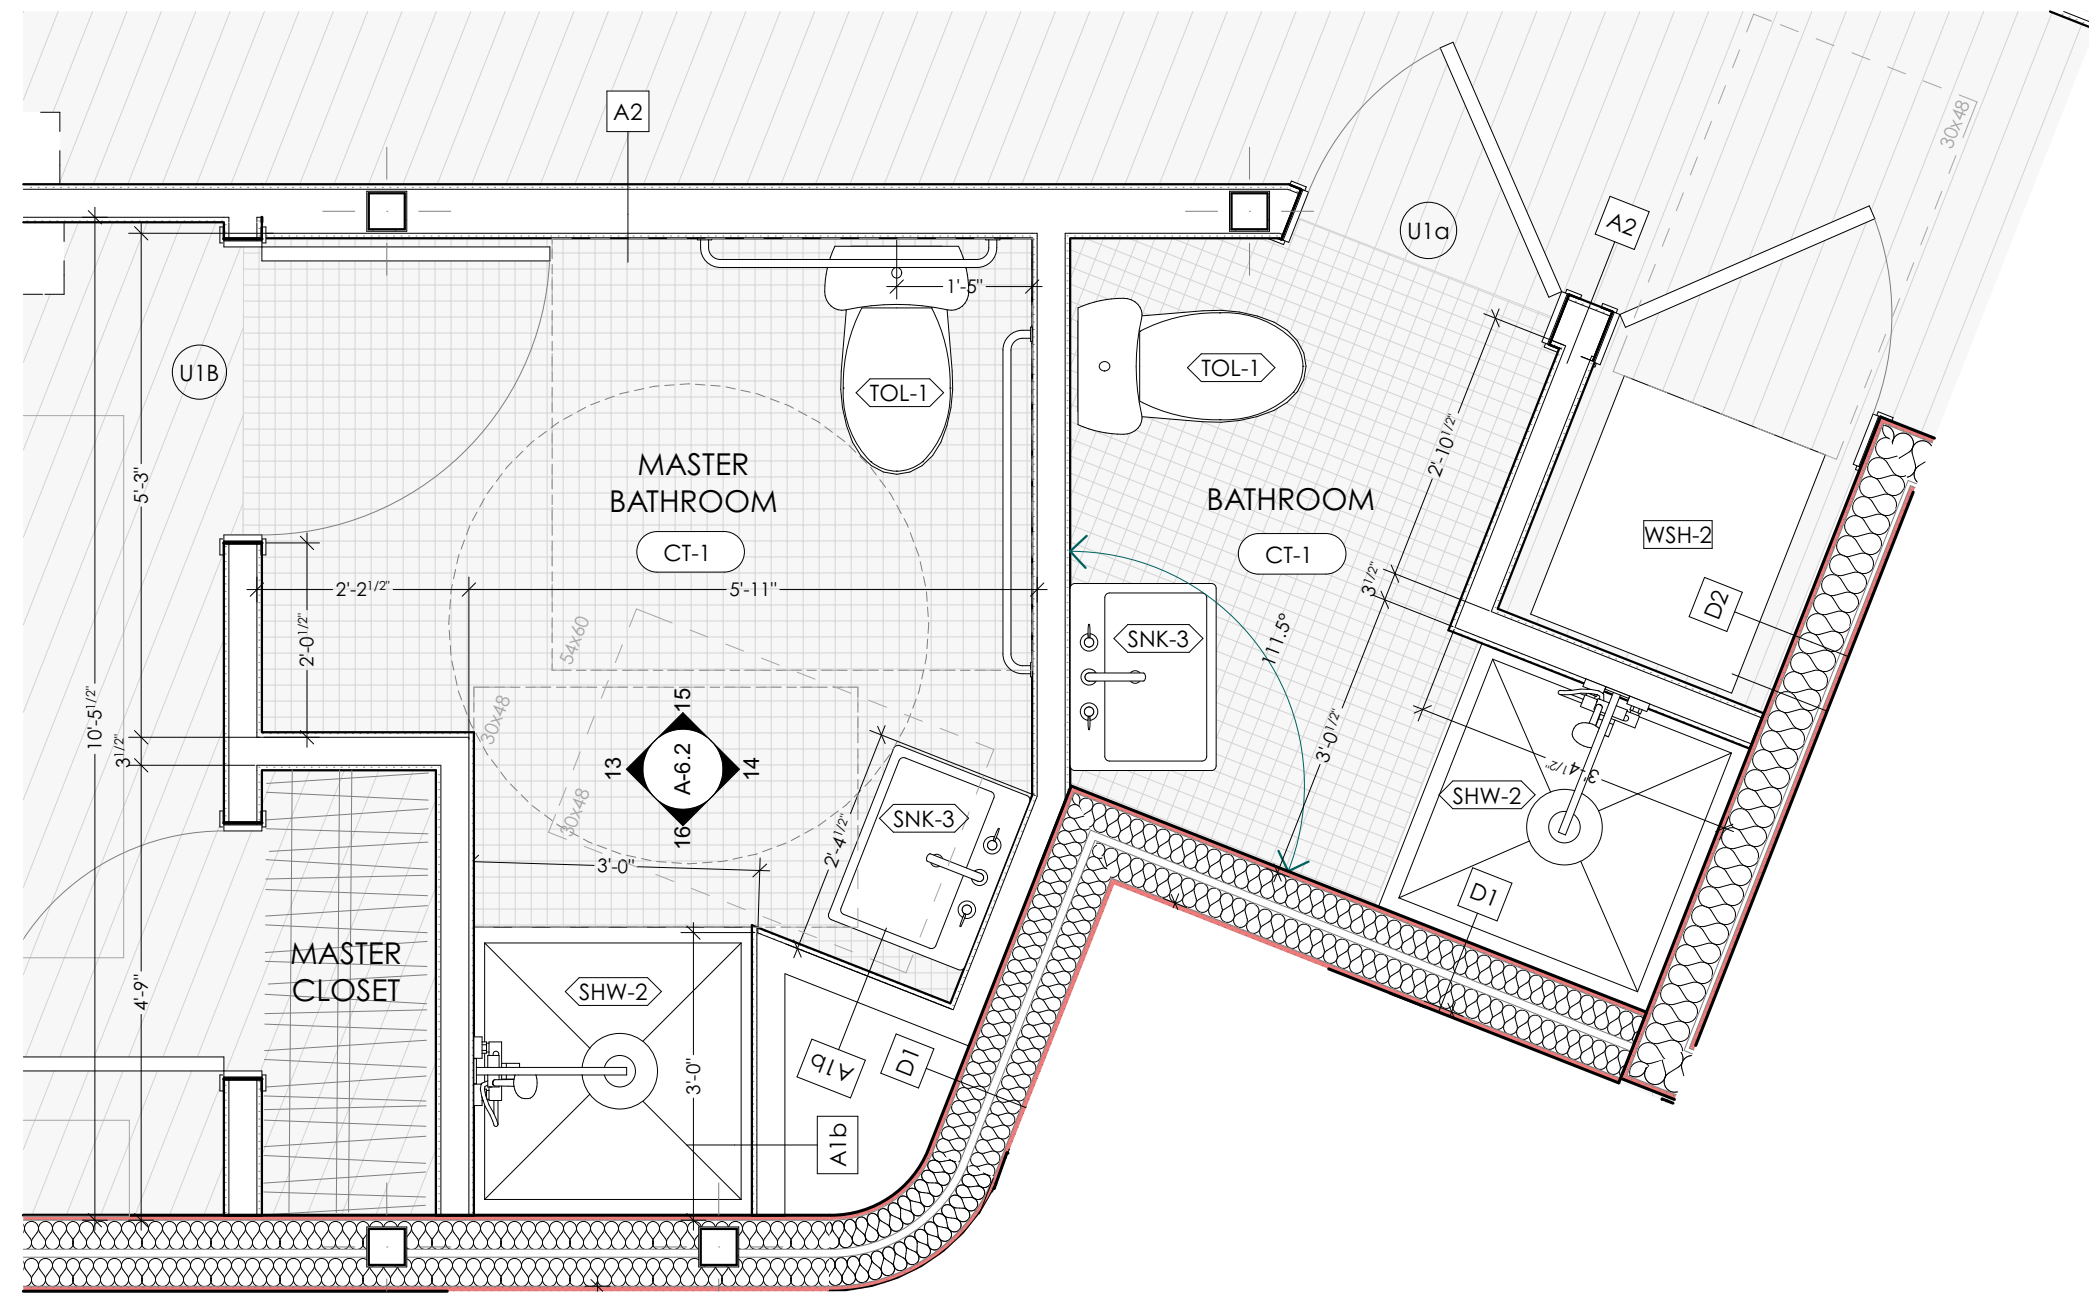 A2
30x48
U1a
A2
1'-5"
U1B
TOL-1
TOL-1
2'-10 1/2"
5'-3"
MASTER
BATHROOM
CT-1
BATHROOM
CT-1
WSH-2
D2
3 1/2"
2'-2 1/2"
5'-11"
2'-0 1/2"
54x60
SNK-3
111.5°
10'-5 1/2"
3 1/2"
30x48
15
13
A-6.2
14
16
30x48
3'-0 1/2"
3'-4 1/2"
SHW-2
SNK-3
2'-4 1/2"
3'-0"
D1
MASTER
CLOSET
4'-9"
SHW-2
3'-0"
A1b
D1
A1b